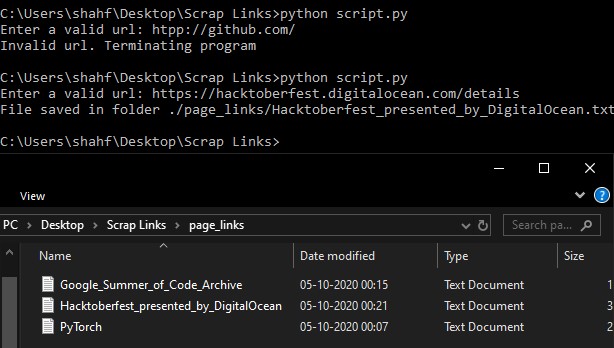 C:\Users\shahf\Desktop\Scrap Links>python script.py
Enter a valid url: htpp://github.com/
Invalid url. Terminating program
C:\Users\shahf\Desktop\Scrap Links>python script.py
Enter a valid url: https://hacktoberfest.digitalocean.com/details
File saved in folder ./page_links/Hacktoberfest_presented_by_DigitalOcean.txt
C:\Users\shahf\Desktop\Scrap Links>
View
PC > Desktop > Scrap Links > page_links Search pa...
Name Date modified Type Size
Google_Summer_of_Code_Archive 05-10-2020 00:15 Text Document 1
Hacktoberfest_presented_by_DigitalOcean 05-10-2020 00:21 Text Document 3
PyTorch 05-10-2020 00:07 Text Document 2